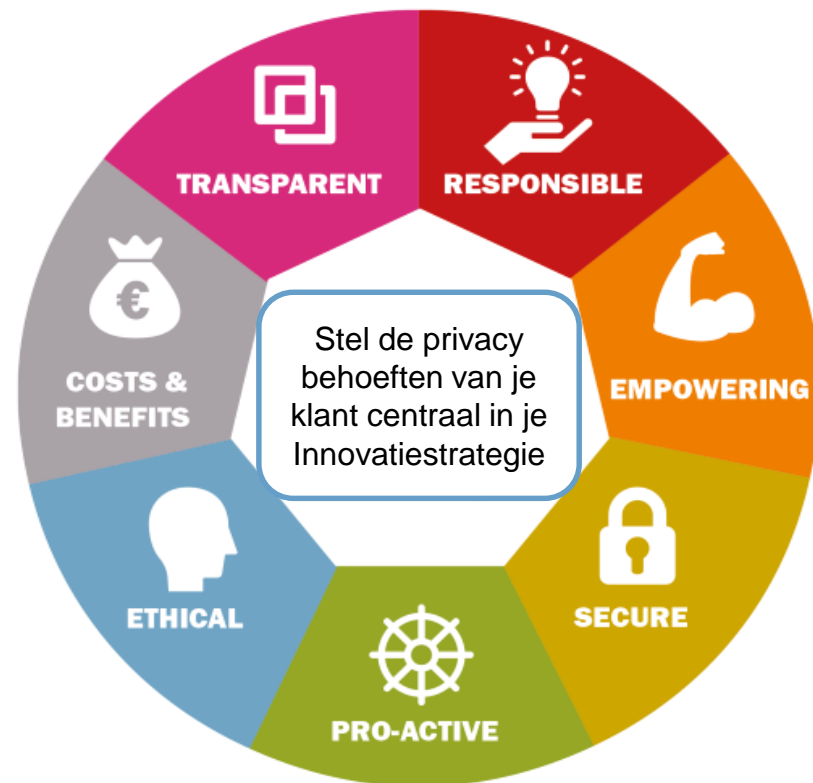 TRANSPARENT
RESPONSIBLE
€
COSTS &
BENEFITS
Stel de privacy
behoeften van je
klant centraal in je
Innovatiestrategie
EMPOWERING
ETHICAL
SECURE
PRO-ACTIVE